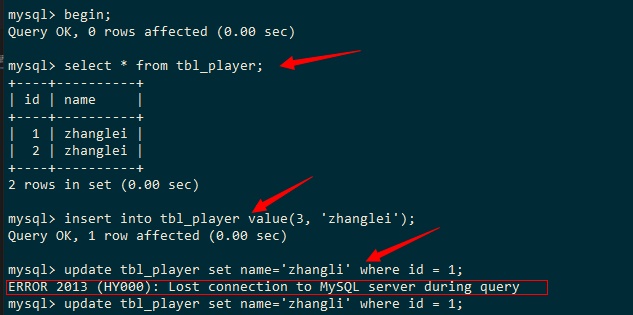 mysql> begin;
Query OK, 0 rows affected (0.00 sec)
mysql> select * from tbl_player;
+----+----------+
| id | name     |
+----+----------+
|  1 | zhanglei |
|  2 | zhanglei |
+----+----------+
2 rows in set (0.00 sec)
mysql> insert into tbl_player value(3, 'zhanglei');
Query OK, 1 row affected (0.00 sec)
mysql> update tbl_player set name='zhangli' where id = 1;
ERROR 2013 (HY000): Lost connection to MySQL server during query
mysql> update tbl_player set name='zhangli' where id = 1;